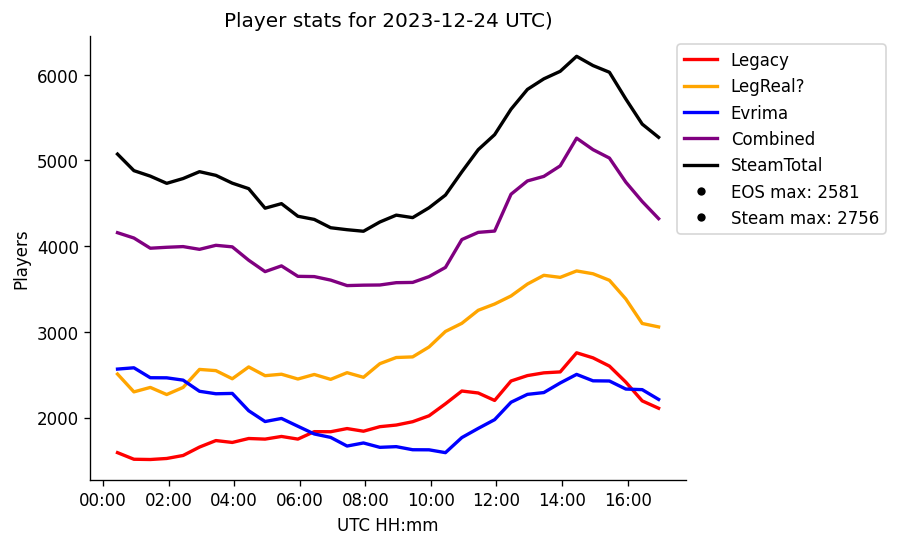 Player stats for 2023-12-24 UTC)
Legacy
LegReal?
Evrima
Combined
SteamTotal
EOS max: 2581
Steam max: 2756
Players
6000
5000
4000
3000
2000
00:00 02:00 04:00 06:00 08:00 10:00 12:00 14:00 16:00
UTC HH:mm